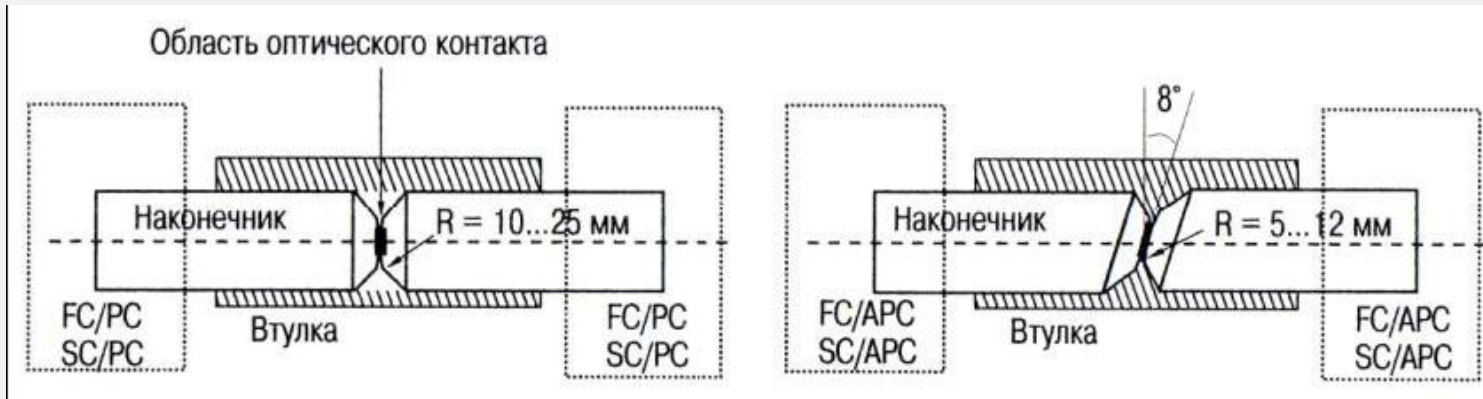 Область оптического контакта
Наконечник
R = 10...25 мм
FC/PC
SC/PC
Втулка
FC/PC
SC/PC
8°
Наконечник
R = 5...12 мм
FC/APC
SC/APC
Втулка
FC/APC
SC/APC